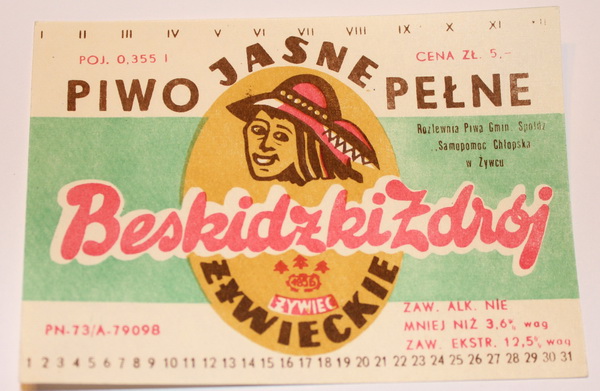 I II III IV V VI VII VIII IX X XI
POJ. 0,355 l
CENA ZŁ. 5,-
PIWO JASNE PEŁNE
Rozlewnia Piwa Gmin. Spółdz.
Samopomoc Chłopska
w Żywcu
Beskidzki Zdrój
1856
ŻYWIEC
ŻYWIECKIE
PN-73/A-79098
ZAW. ALK. NIE
MNIEJ NIŻ 3,6% wag
ZAW. EKSTR. 12,5% wag
1 2 3 4 5 6 7 8 9 10 11 12 13 14 15 16 17 18 19 20 21 22 23 24 25 26 27 28 29 30 31